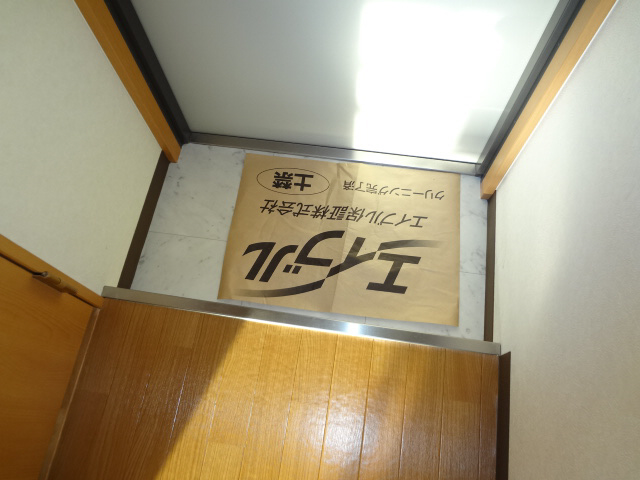 エイブル
エイブル保証株式会社
クリーニング完了済
土禁